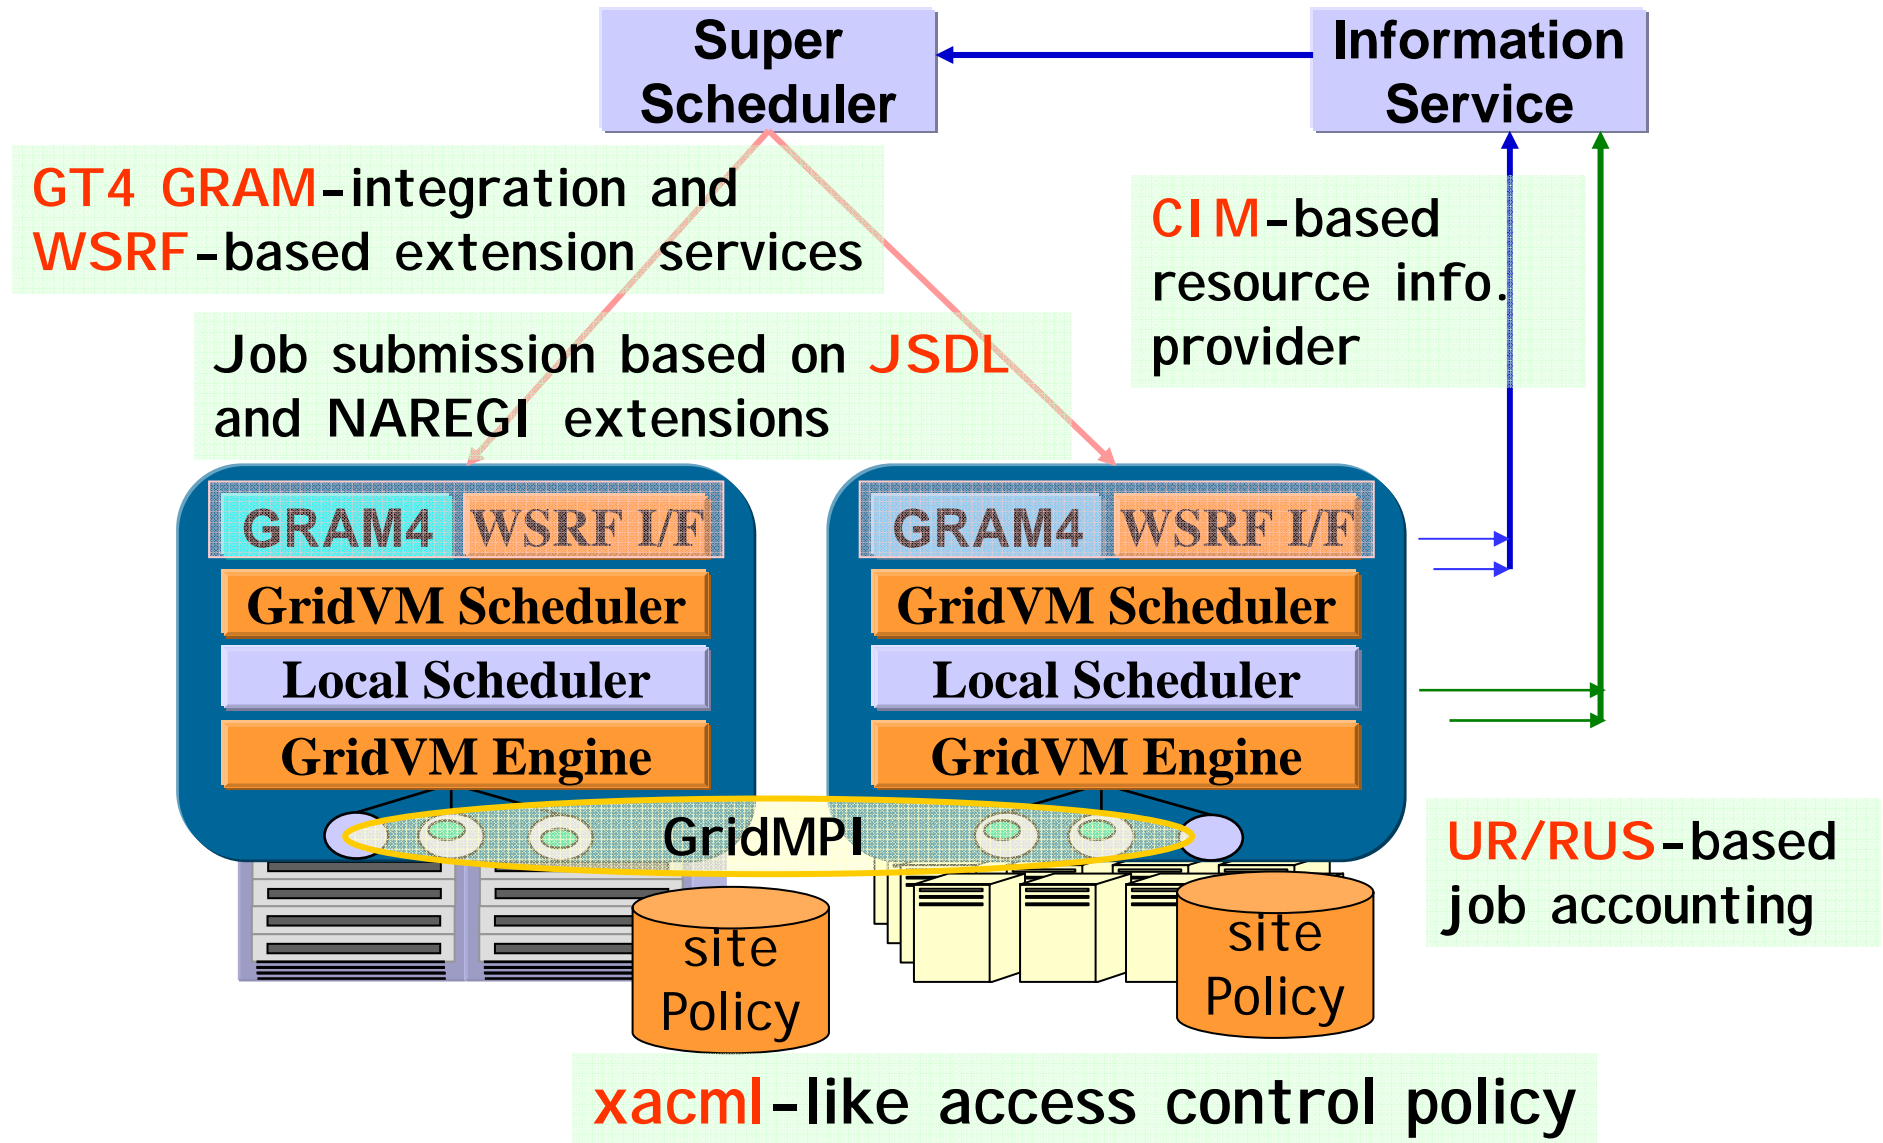 Super
Scheduler
Information
Service
GT4 GRAM-integration and
WSRF-based extension services
CIM-based
resource info.
provider
Job submission based on JSDL
and NAREGI extensions
GRAM4
WSRF I/F
GridVM Scheduler
Local Scheduler
GridVM Engine
GRAM4
WSRF I/F
GridVM Scheduler
Local Scheduler
GridVM Engine
GridMPI
UR/RUS-based
job accounting
site
Policy
site
Policy
xacml-like access control policy